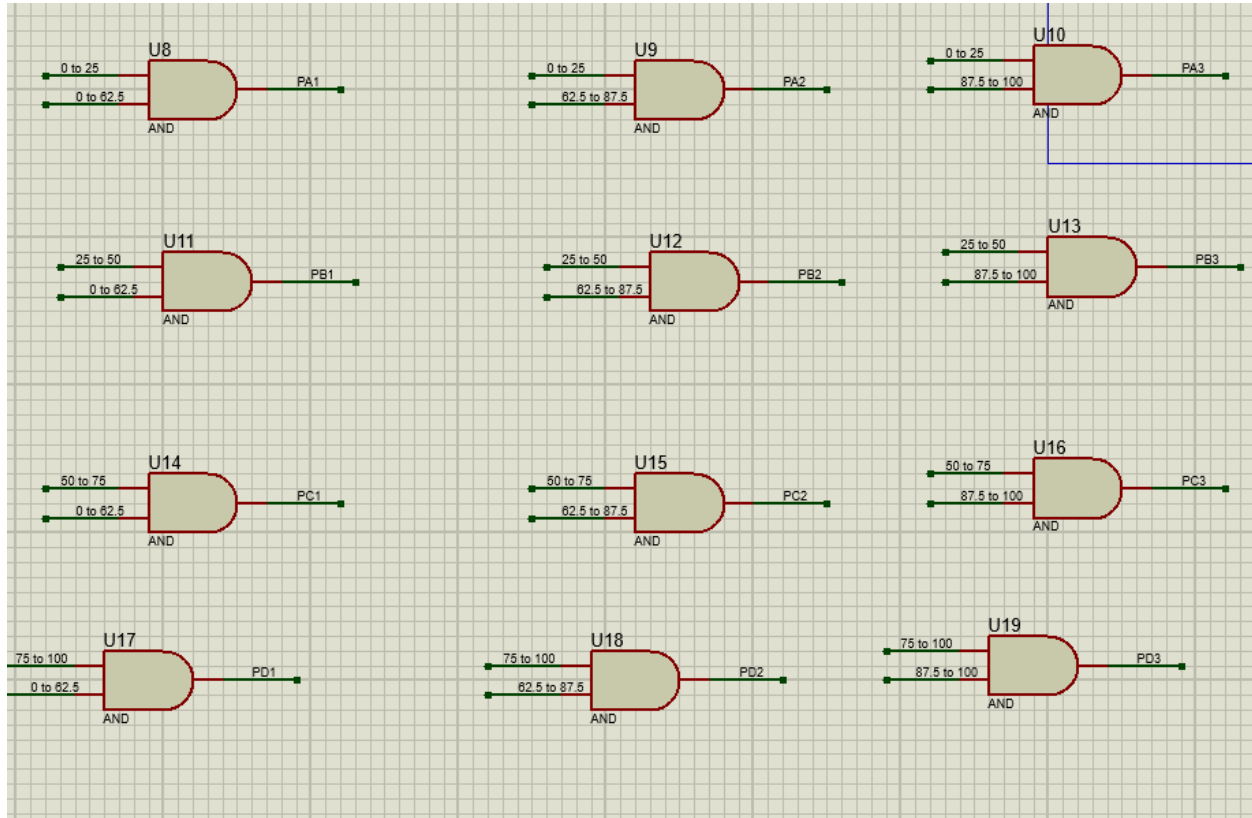 U8
0 to 25
0 to 62.5
PA1
AND
U9
0 to 25
62.5 to 87.5
PA2
AND
U10
0 to 25
87.5 to 100
PA3
AND
U11
25 to 50
0 to 62.5
PB1
AND
U12
25 to 50
62.5 to 87.5
PB2
AND
U13
25 to 50
87.5 to 100
PB3
AND
U14
50 to 75
0 to 62.5
PC1
AND
U15
50 to 75
62.5 to 87.5
PC2
AND
U16
50 to 75
87.5 to 100
PC3
AND
U17
75 to 100
0 to 62.5
PD1
AND
U18
75 to 100
62.5 to 87.5
PD2
AND
U19
75 to 100
87.5 to 100
PD3
AND